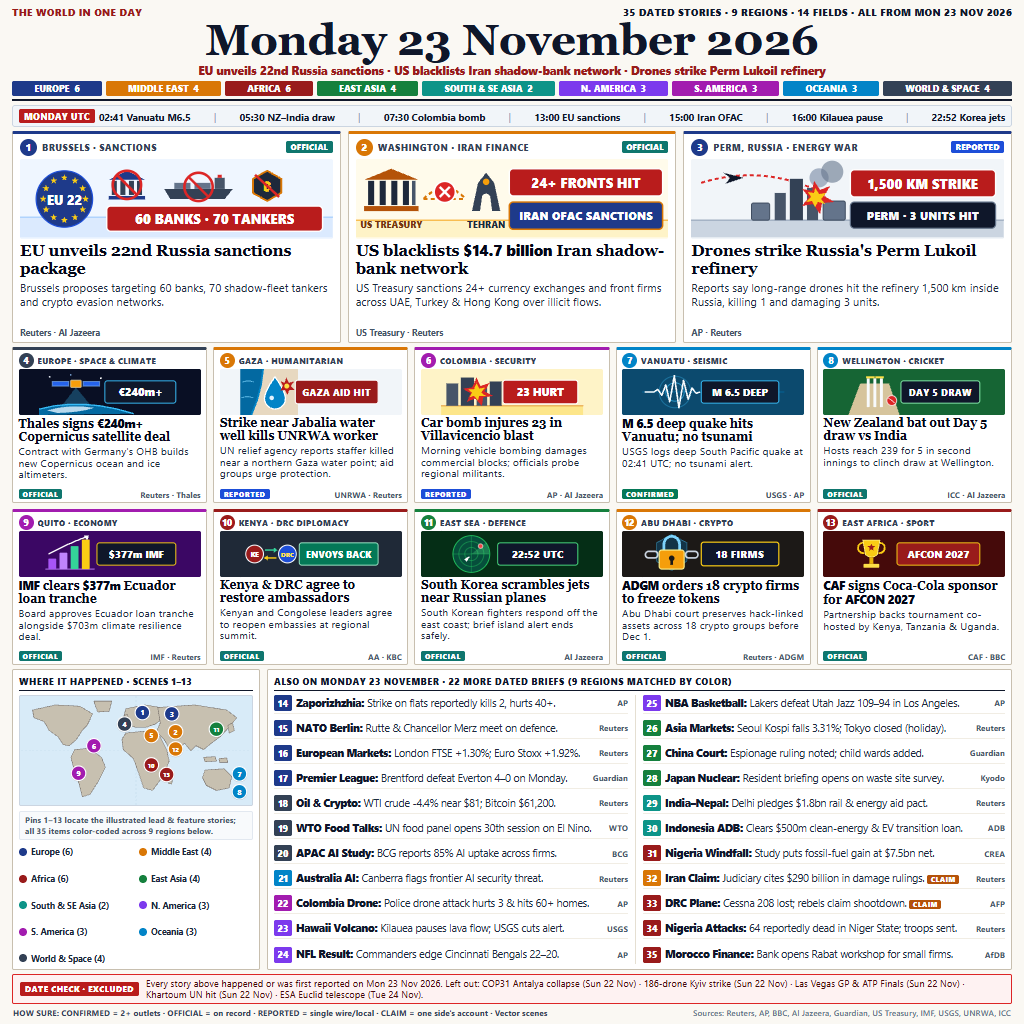 THE WORLD IN ONE DAY
35 DATED STORIES • 9 REGIONS • 14 FIELDS • ALL FROM MON 23 NOV 2026
Monday 23 November 2026
EU unveils 22nd Russia sanctions • US blacklists Iran shadow-bank network • Drones strike Perm Lukoil refinery
EUROPE 6
MIDDLE EAST 4
AFRICA 6
EAST ASIA 4
SOUTH & SE ASIA 2
N. AMERICA 3
S. AMERICA 3
OCEANIA 3
WORLD & SPACE 4
MONDAY UTC
02:41 Vanuatu M6.5 | 05:30 NZ–India draw | 07:30 Colombia bomb | 13:00 EU sanctions | 15:00 Iran OFAC | 16:00 Kilauea pause | 22:52 Korea jets
1 BRUSSELS • SANCTIONS OFFICIAL
EU 22
60 BANKS • 70 TANKERS
EU unveils 22nd Russia sanctions
package
Brussels proposes targeting 60 banks, 70 shadow-fleet tankers
and crypto evasion networks.
Reuters • Al Jazeera
2 WASHINGTON • IRAN FINANCE OFFICIAL
24+ FRONTS HIT
IRAN OFAC SANCTIONS
US TREASURY TEHRAN
US blacklists $14.7 billion Iran shadow-
bank network
US Treasury sanctions 24+ currency exchanges and front firms
across UAE, Turkey & Hong Kong over illicit flows.
US Treasury • Reuters
3 PERM, RUSSIA • ENERGY WAR REPORTED
1,500 KM STRIKE
PERM • 3 UNITS HIT
Drones strike Russia's Perm Lukoil
refinery
Reports say long-range drones hit the refinery 1,500 km inside
Russia, killing 1 and damaging 3 units.
AP • Reuters
4 EUROPE • SPACE & CLIMATE
€240m+
Thales signs €240m+
Copernicus satellite deal
Contract with Germany's OHB builds
new Copernicus ocean and ice
altimeters.
OFFICIAL Reuters • Thales
5 GAZA • HUMANITARIAN
GAZA AID HIT
Strike near Jabalia water
well kills UNRWA worker
UN relief agency reports staffer killed
near a northern Gaza water point; aid
groups urge protection.
REPORTED UNRWA • Reuters
6 COLOMBIA • SECURITY
23 HURT
Car bomb injures 23 in
Villavicencio blast
Morning vehicle bombing damages
commercial blocks; officials probe
regional militants.
REPORTED AP • Al Jazeera
7 VANUATU • SEISMIC
M 6.5 DEEP
M 6.5 deep quake hits
Vanuatu; no tsunami
USGS logs deep South Pacific quake at
02:41 UTC; no tsunami alert.
CONFIRMED USGS • AP
8 WELLINGTON • CRICKET
DAY 5 DRAW
New Zealand bat out Day 5
draw vs India
Hosts reach 239 for 5 in second
innings to clinch draw at Wellington.
OFFICIAL ICC • Al Jazeera
9 QUITO • ECONOMY
$377m IMF
IMF clears $377m Ecuador
loan tranche
Board approves Ecuador loan tranche
alongside $703m climate resilience
deal.
OFFICIAL IMF • Reuters
10 KENYA • DRC DIPLOMACY
KE DRC ENVOYS BACK
Kenya & DRC agree to
restore ambassadors
Kenyan and Congolese leaders agree
to reopen embassies at regional
summit.
OFFICIAL AA • KBC
11 EAST SEA • DEFENCE
22:52 UTC
South Korea scrambles jets
near Russian planes
South Korean fighters respond off the
east coast; brief island alert ends
safely.
OFFICIAL Al Jazeera
12 ABU DHABI • CRYPTO
18 FIRMS
ADGM orders 18 crypto firms
to freeze tokens
Abu Dhabi court preserves hack-linked
assets across 18 crypto groups before
Dec 1.
OFFICIAL Reuters • ADGM
13 EAST AFRICA • SPORT
AFCON 2027
CAF signs Coca-Cola sponsor
for AFCON 2027
Partnership backs tournament co-
hosted by Kenya, Tanzania & Uganda.
OFFICIAL CAF • BBC
WHERE IT HAPPENED • SCENES 1–13
1
3
4
5
2
11
12
6
10
13
9
7
8
Pins 1–13 locate the illustrated lead & feature stories;
all 35 items color-coded across 9 regions below.
Europe (6) Middle East (4)
Africa (6) East Asia (4)
South & SE Asia (2) N. America (3)
S. America (3) Oceania (3)
World & Space (4)
ALSO ON MONDAY 23 NOVEMBER • 22 MORE DATED BRIEFS (9 REGIONS MATCHED BY COLOR)
14 Zaporizhzhia: Strike on flats reportedly kills 2, hurts 40+. AP
15 NATO Berlin: Rutte & Chancellor Merz meet on defence. Reuters
16 European Markets: London FTSE +1.30%; Euro Stoxx +1.92%. Reuters
17 Premier League: Brentford defeat Everton 4–0 on Monday. Guardian
18 Oil & Crypto: WTI crude -4.4% near $81; Bitcoin $61,200. Reuters
19 WTO Food Talks: UN food panel opens 30th session on El Nino. WTO
20 APAC AI Study: BCG reports 85% AI uptake across firms. BCG
21 Australia AI: Canberra flags frontier AI security threat. Reuters
22 Colombia Drone: Police drone attack hurts 3 & hits 60+ homes. AP
23 Hawaii Volcano: Kilauea pauses lava flow; USGS cuts alert. USGS
24 NFL Result: Commanders edge Cincinnati Bengals 22–20. AP
25 NBA Basketball: Lakers defeat Utah Jazz 109–94 in Los Angeles. AP
26 Asia Markets: Seoul Kospi falls 3.31%; Tokyo closed (holiday). Reuters
27 China Court: Espionage ruling noted; child wards added. Guardian
28 Japan Nuclear: Resident briefing opens on waste site survey. Kyodo
29 India–Nepal: Delhi pledges $1.8bn rail & energy aid pact. Reuters
30 Indonesia ADB: Clears $500m clean-energy & EV transition loan. ADB
31 Nigeria Windfall: Study puts fossil-fuel gain at $7.5bn net. CREA
32 Iran Claim: Judiciary cites $290 billion in damage rulings. CLAIM Reuters
33 DRC Plane: Cessna 208 lost; rebels claim shootdown. CLAIM AFP
34 Nigeria Attacks: 64 reportedly dead in Niger State; troops sent. Reuters
35 Morocco Finance: Bank opens Rabat workshop for small firms. AfDB
DATE CHECK • EXCLUDED
Every story above happened or was first reported on Mon 23 Nov 2026. Left out: COP31 Antalya collapse (Sun 22 Nov) • 186-drone Kyiv strike (Sun 22 Nov) • Las Vegas GP & ATP Finals (Sun 22 Nov) •
Khartoum UN hit (Sun 22 Nov) • ESA Euclid telescope (Tue 24 Nov).
HOW SURE: CONFIRMED = 2+ outlets • OFFICIAL = on record • REPORTED = single wire/local • CLAIM = one side's account • Vector scenes
Sources: Reuters, AP, BBC, Al Jazeera, Guardian, US Treasury, IMF, USGS, UNRWA, ICC